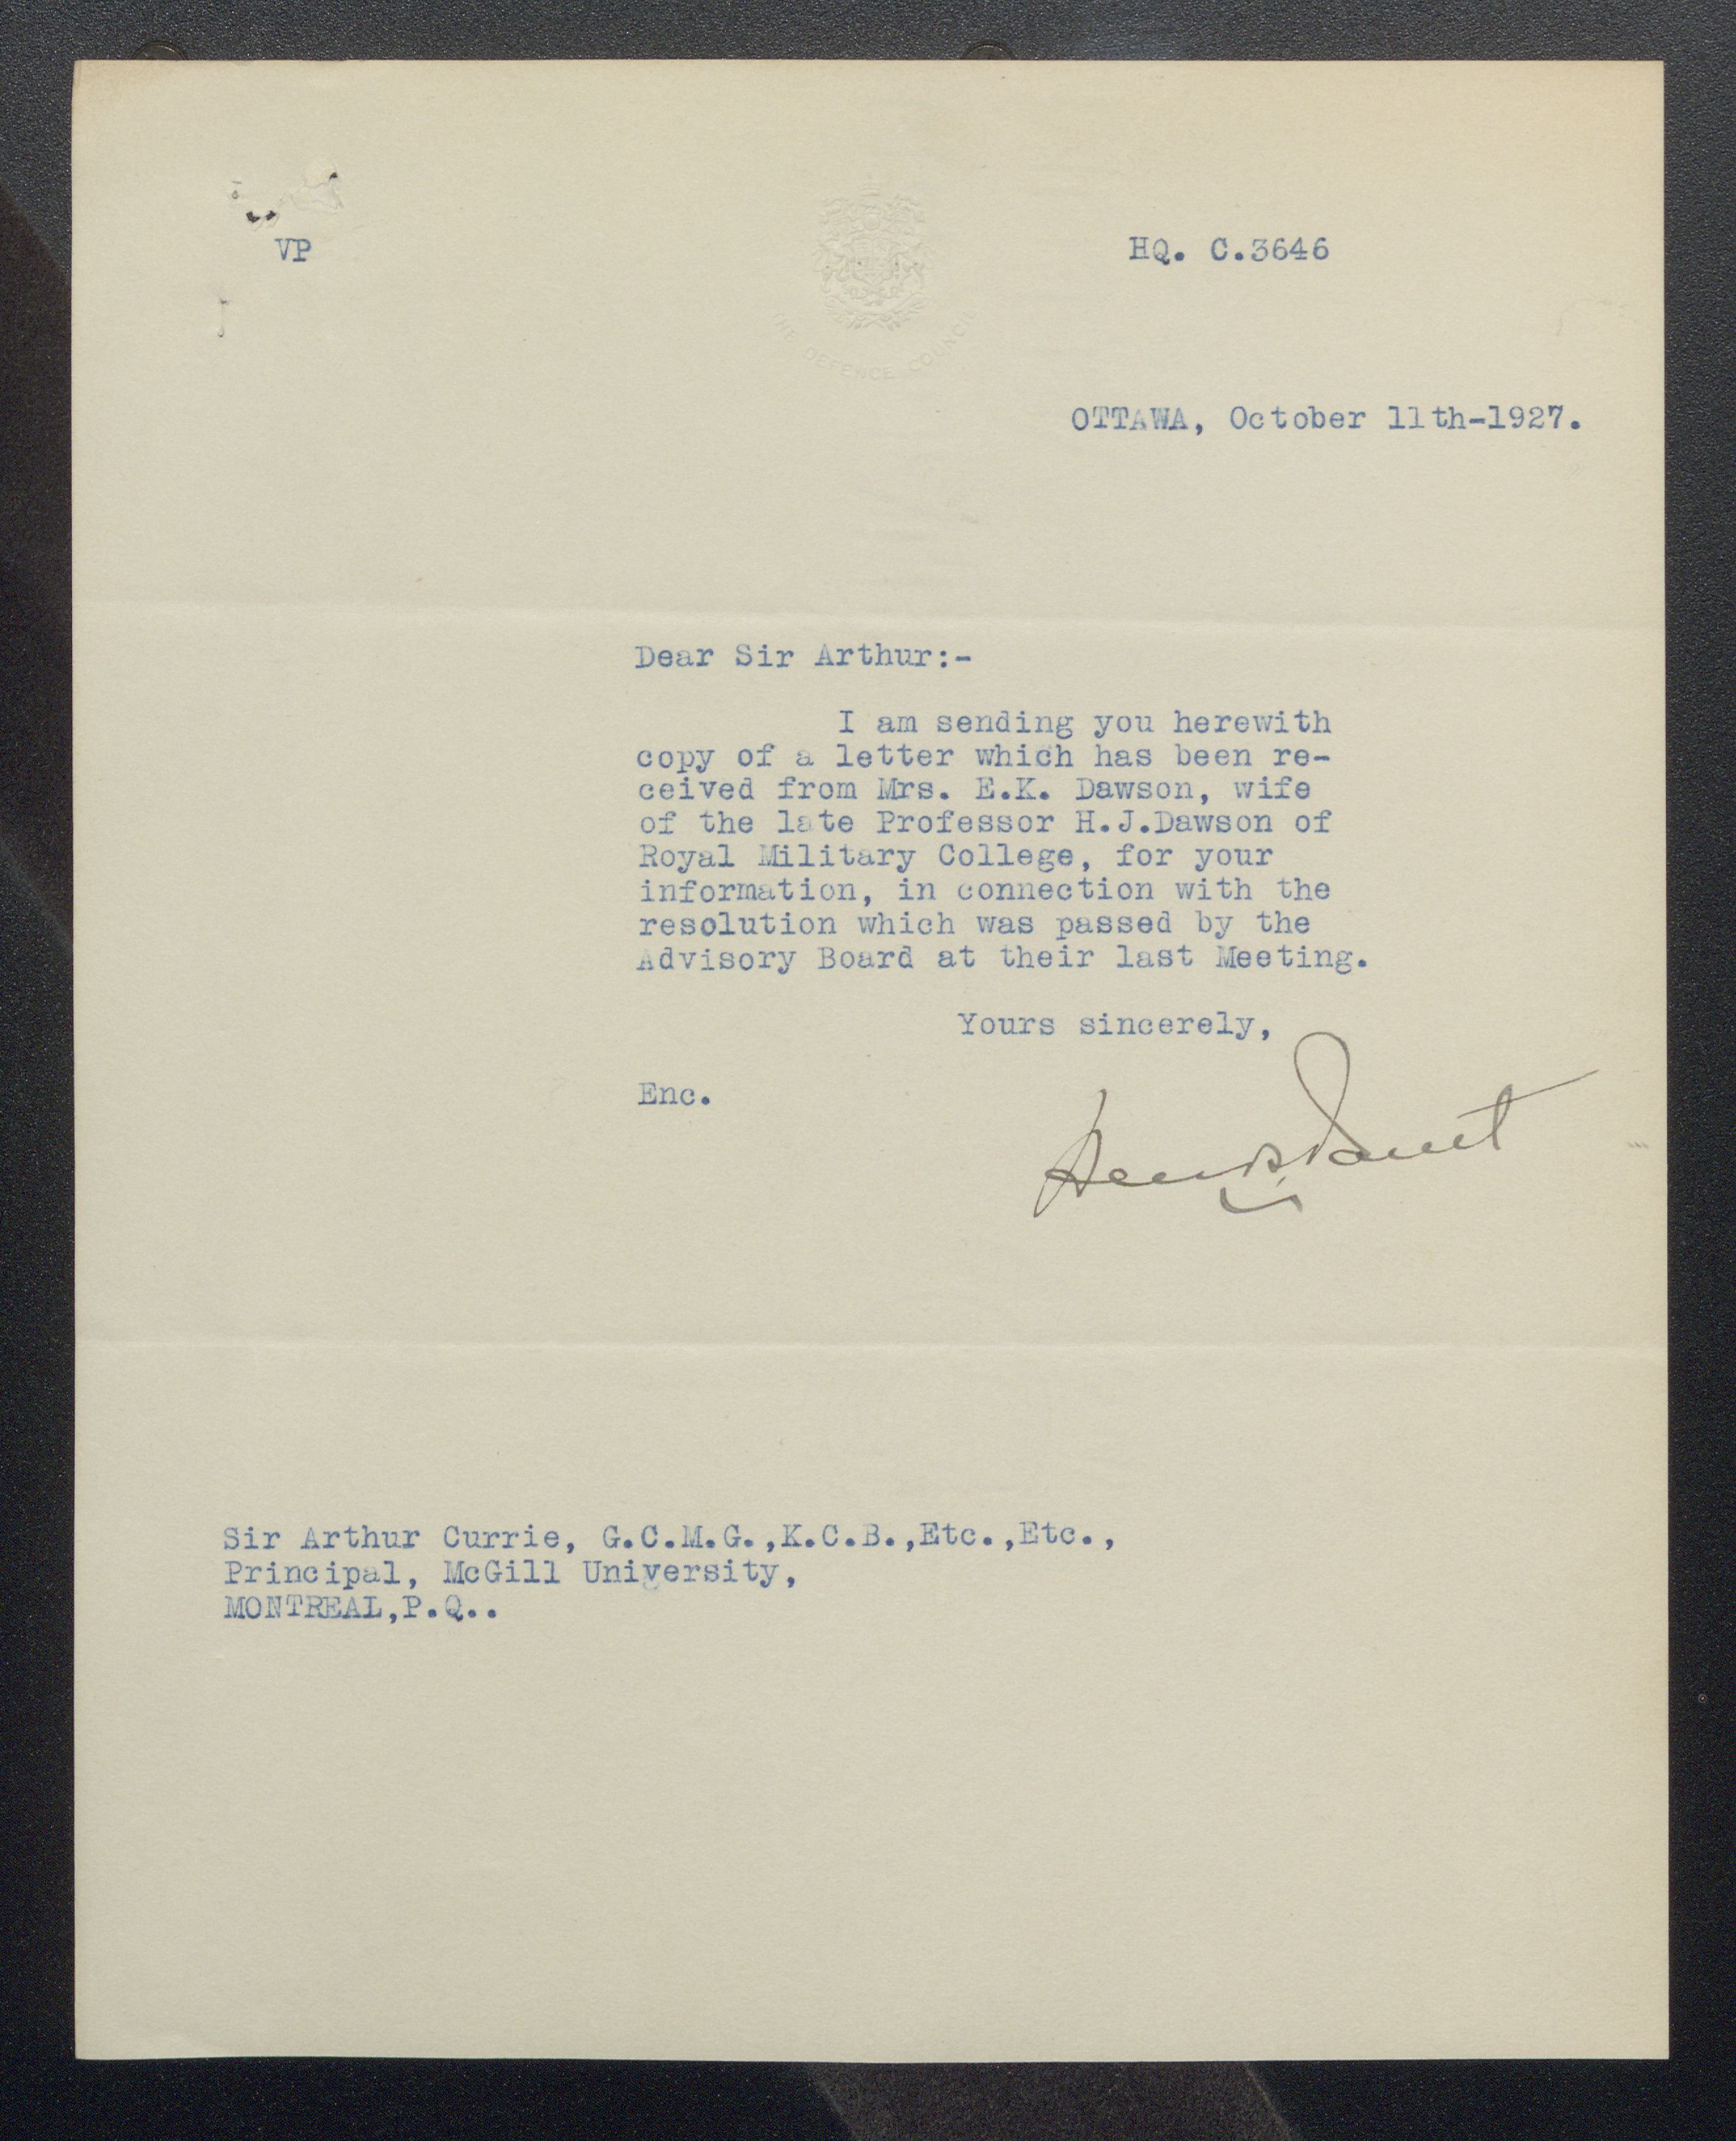 VP
HQ. C.3646
THE DEFENCE COUNCIL
OTTAWA, October 11th-1927.
Dear Sir Arthur:-
I am sending you herewith
copy of a letter which has been re-
ceived from Mrs. E.K. Dawson, wife
of the late Professor H.J.Dawson of
Royal Military College, for your
information, in connection with the
resolution which was passed by the
Advisory Board at their last Meeting.
Yours sincerely,
Enc.
Sir Arthur Currie, G.C.M.G.,K.C.B.,Etc.,Etc.,
Principal, McGill University,
MONTREAL,P.Q..